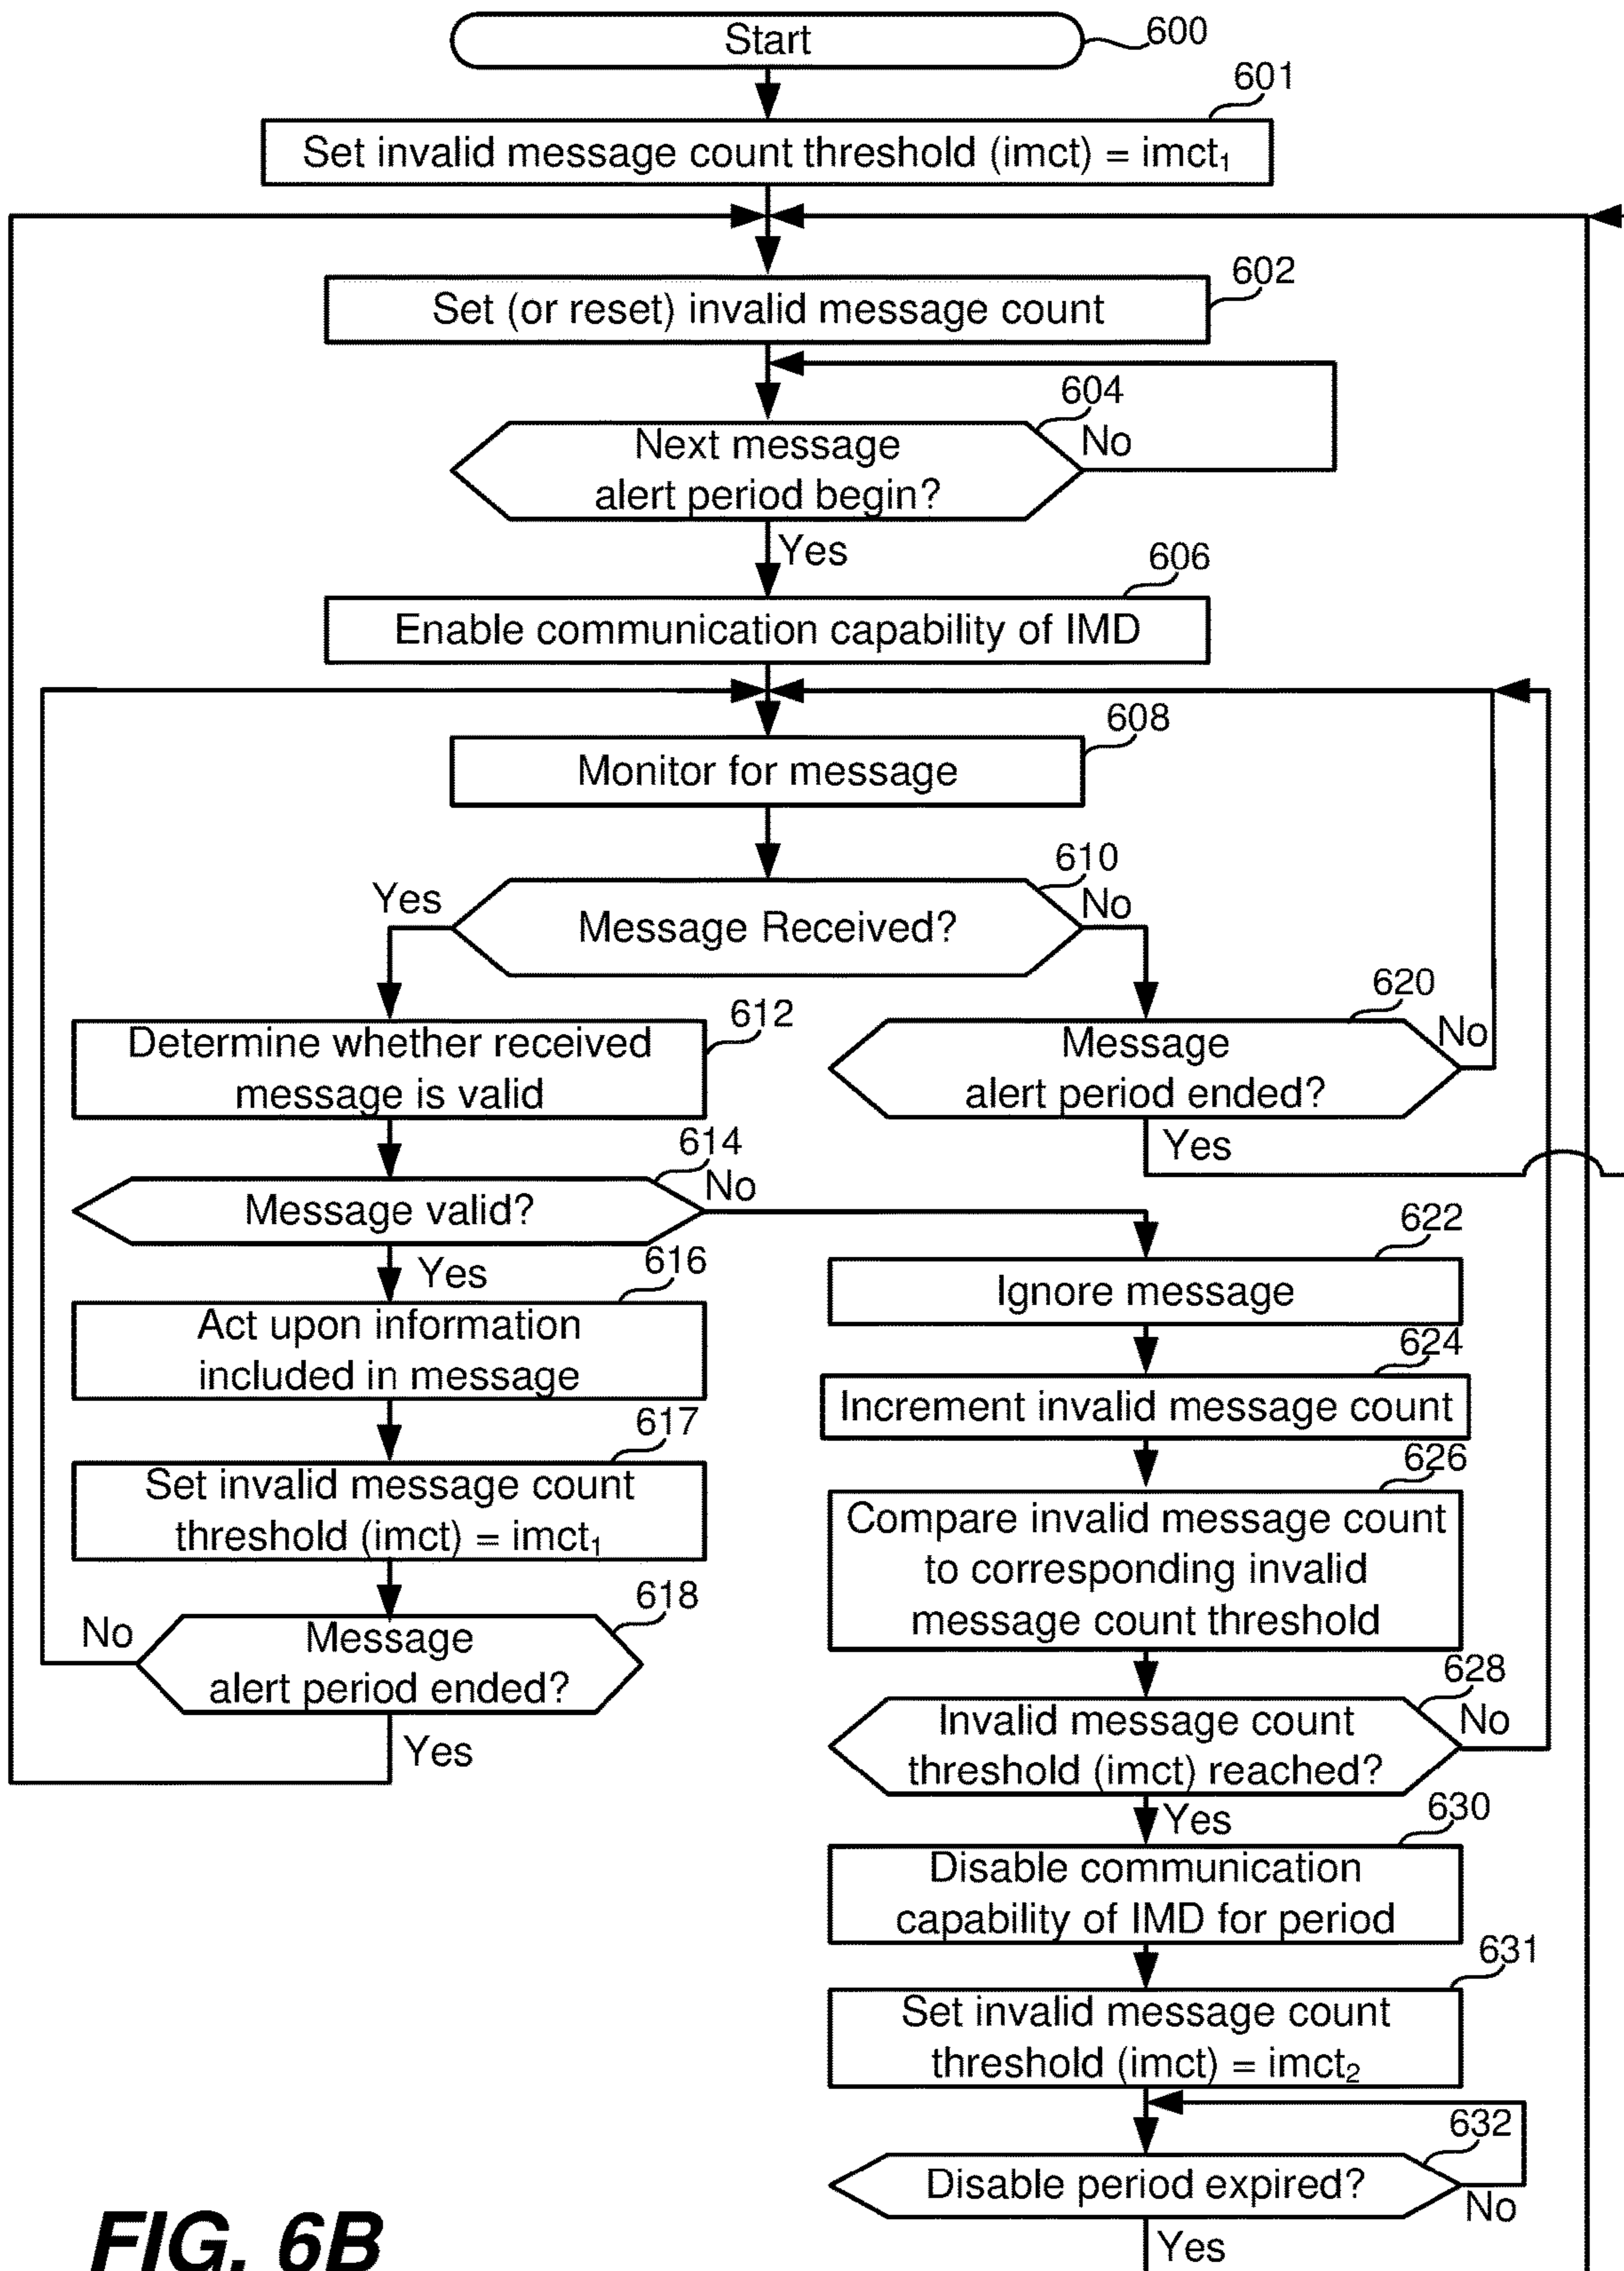 Start
600
601
Set invalid message count threshold (imct) = imct₁
602
Set (or reset) invalid message count
604
Next message
alert period begin?
No
Yes
606
Enable communication capability of IMD
608
Monitor for message
610
Yes
Message Received?
No
612
Determine whether received
message is valid
620
Message
alert period ended?
No
Yes
614
Message valid?
No
Yes
616
Act upon information
included in message
617
Set invalid message count
threshold (imct) = imct₁
618
No
Message
alert period ended?
Yes
622
Ignore message
624
Increment invalid message count
626
Compare invalid message count
to corresponding invalid
message count threshold
628
Invalid message count
threshold (imct) reached?
No
Yes
630
Disable communication
capability of IMD for period
631
Set invalid message count
threshold (imct) = imct₂
632
Disable period expired?
No
Yes
FIG. 6B